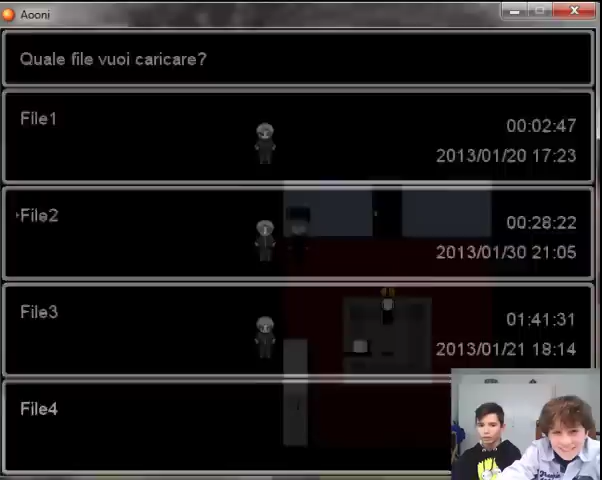 Aooni
Quale file vuoi caricare?
File1
00:02:47
2013/01/20 17:23
File2
00:28:22
2013/01/30 21:05
File3
01:41:31
2013/01/21 18:14
File4